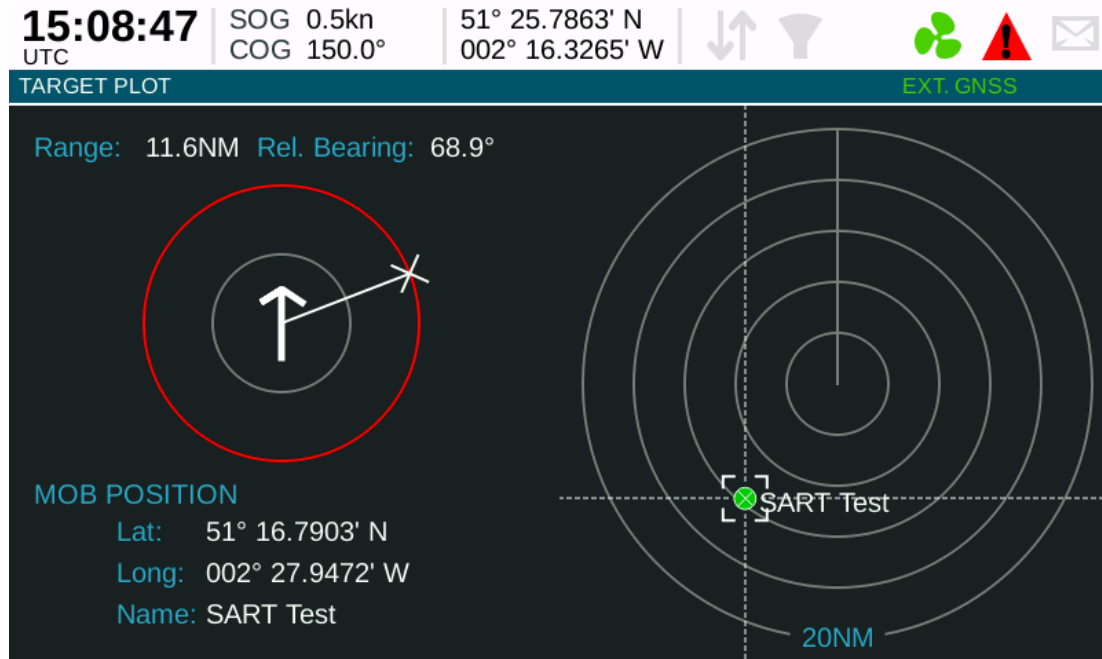 15:08:47
UTC
SOG 0.5kn
COG 150.0°
51° 25.7863' N
002° 16.3265' W
TARGET PLOT
EXT. GNSS
Range: 11.6NM Rel. Bearing: 68.9°
MOB POSITION
Lat: 51° 16.7903' N
Long: 002° 27.9472' W
Name: SART Test
SART Test
20NM